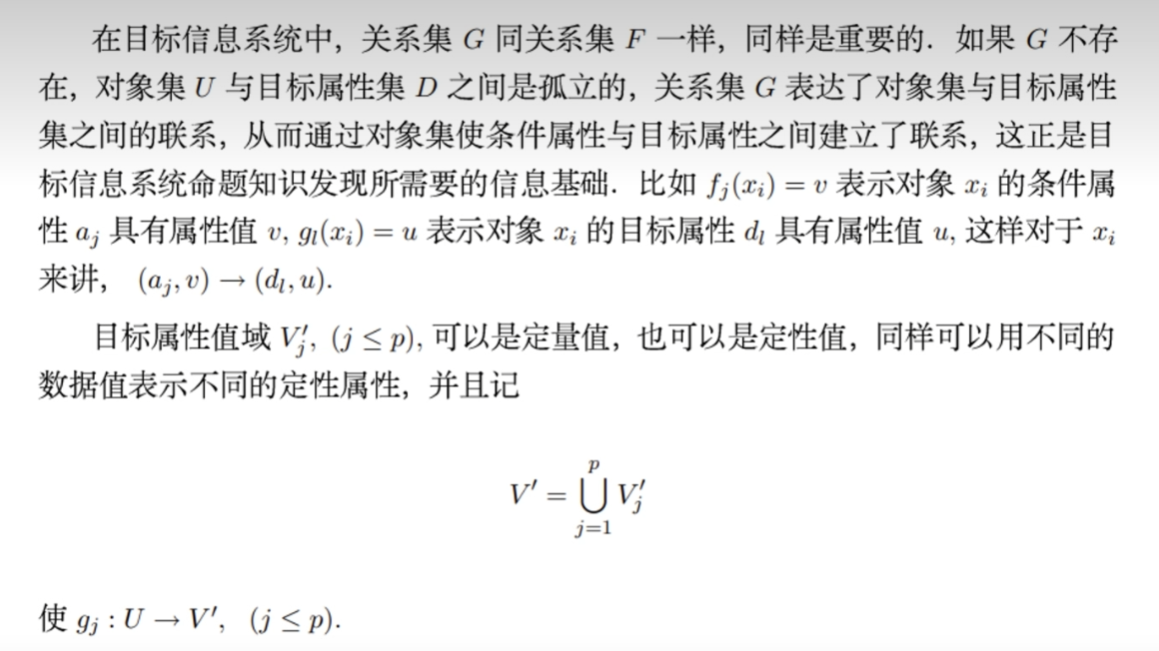 在目标信息系统中，关系集 G 同关系集 F 一样，同样是重要的．如果 G 不存
在，对象集 U 与目标属性集 D 之间是孤立的，关系集 G 表达了对象集与目标属性
集之间的联系，从而通过对象集使条件属性与目标属性之间建立了联系，这正是目
标信息系统命题知识发现所需要的信息基础．比如 f_j(x_i) = v 表示对象 x_i 的条件属
性 a_j 具有属性值 v, g_l(x_i) = u 表示对象 x_i 的目标属性 d_l 具有属性值 u, 这样对于 x_i
来讲， (a_j, v) → (d_l, u).
目标属性值域 V'_j, (j ≤ p), 可以是定量值，也可以是定性值，同样可以用不同的
数据值表示不同的定性属性，并且记
V' = ⋃_{j=1}^{p} V'_j
使 g_j : U → V', (j ≤ p).